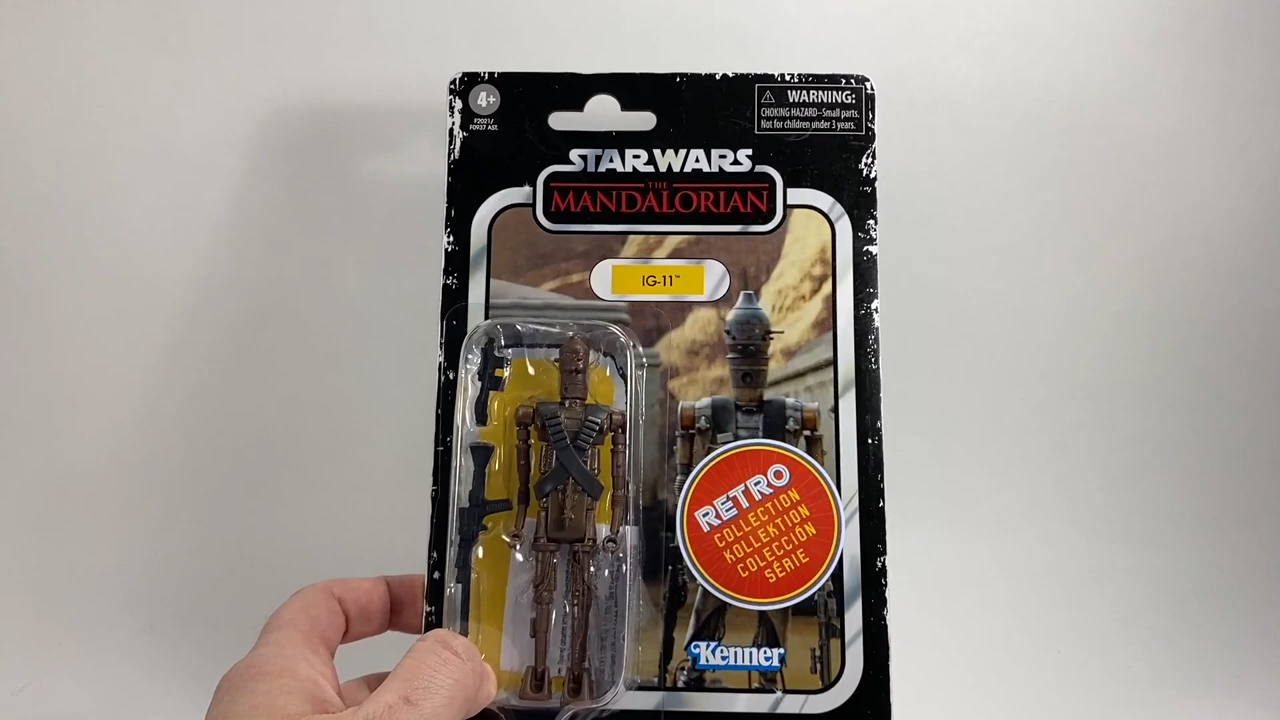 4+
F2021/
F0937 AST.
⚠ WARNING:
CHOKING HAZARD–Small parts.
Not for children under 3 years.
STAR WARS
THE
MANDALORIAN
IG-11™
RETRO
COLLECTION
KOLLEKTION
COLECCIÓN
SÉRIE
Kenner